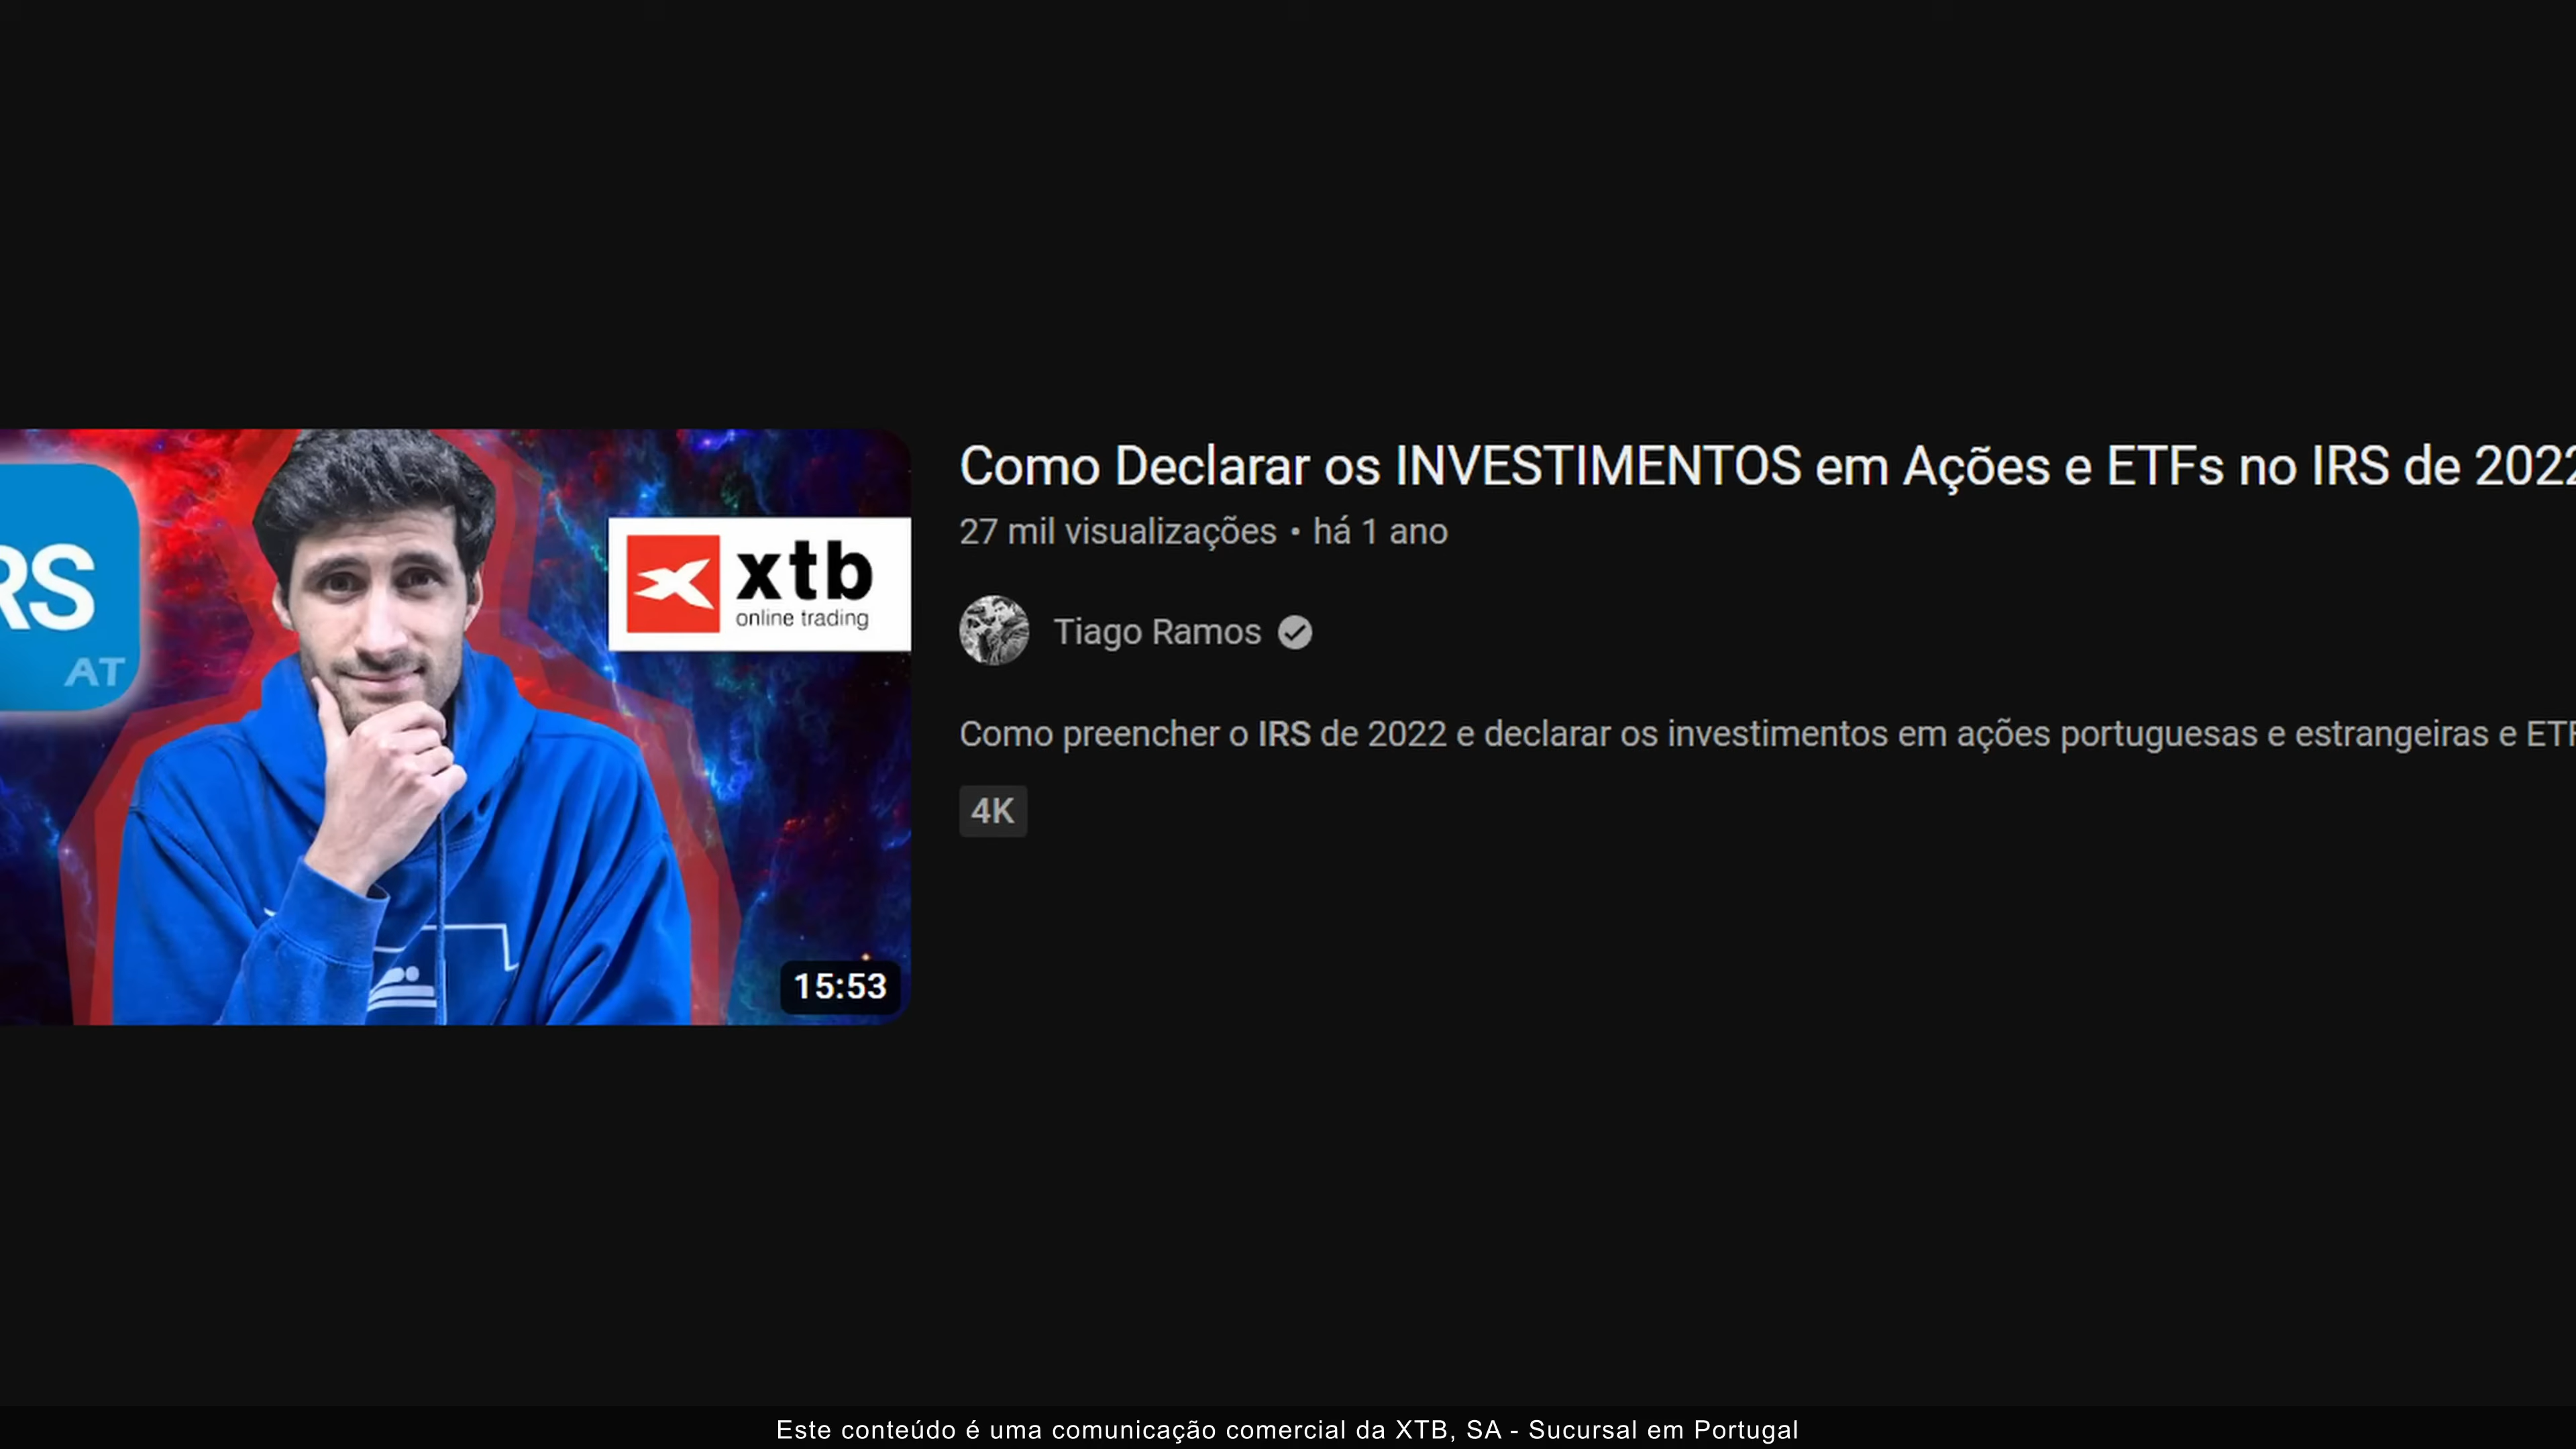 Como Declarar os INVESTIMENTOS em Ações e ETFs no IRS de 2022
27 mil visualizações • há 1 ano
RS
AT
xtb
online trading
Tiago Ramos
Como preencher o IRS de 2022 e declarar os investimentos em ações portuguesas e estrangeiras e ETF
4K
15:53
Este conteúdo é uma comunicação comercial da XTB, SA - Sucursal em Portugal